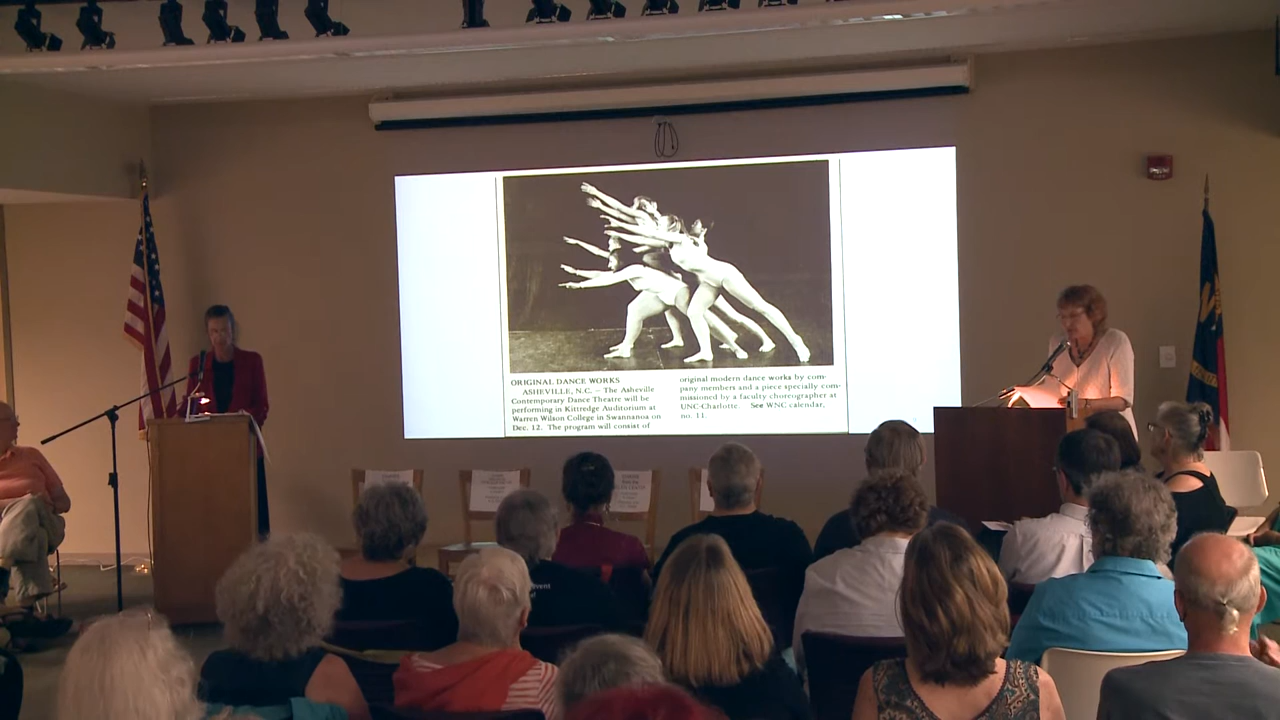 ORIGINAL DANCE WORKS
ASHEVILLE, N.C. – The Asheville
Contemporary Dance Theatre will be
performing in Kittredge Auditorium at
Warren Wilson College in Swannanoa on
Dec. 12. The program will consist of
original modern dance works by com-
pany members and a piece specially com-
missioned by a faculty choreographer at
UNC-Charlotte. See WNC calendar,
no. 11.